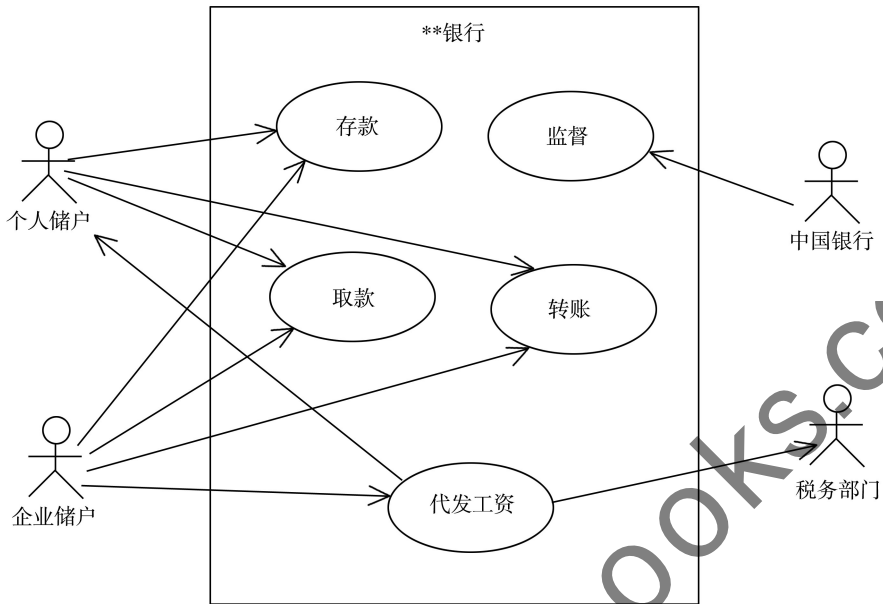 **银行
存款
监督
个人储户
中国银行
取款
转账
代发工资
税务部门
企业储户
ooks.c